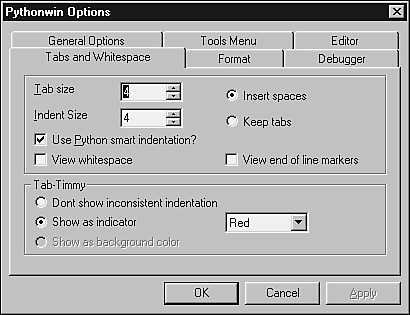 Pythonwin Options
General Options Tools Menu Editor
Tabs and Whitespace Format Debugger
Tab size 4 Insert spaces
Indent Size 4 Keep tabs
Use Python smart indentation?
View whitespace View end of line markers
Tab-Timmy
Dont show inconsistent indentation
Show as indicator Red
Show as background color
OK Cancel Apply